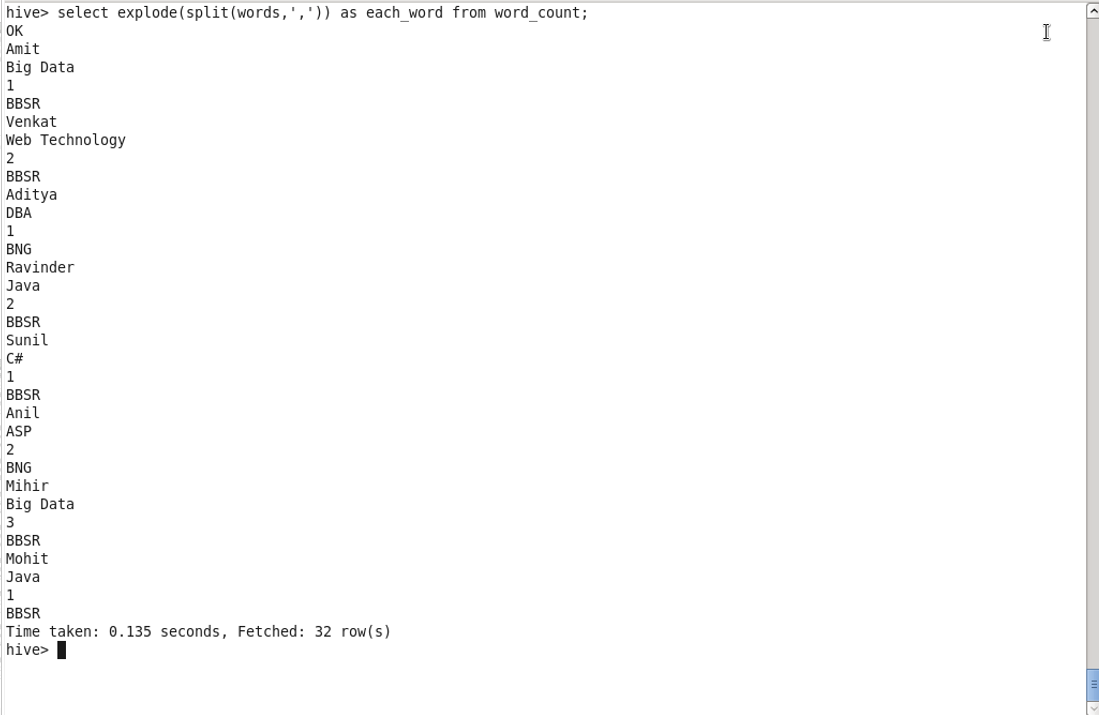 hive> select explode(split(words,',')) as each_word from word_count;
OK
Amit
Big Data
1
BBSR
Venkat
Web Technology
2
BBSR
Aditya
DBA
1
BNG
Ravinder
Java
2
BBSR
Sunil
C#
1
BBSR
Anil
ASP
2
BNG
Mihir
Big Data
3
BBSR
Mohit
Java
1
BBSR
Time taken: 0.135 seconds, Fetched: 32 row(s)
hive>